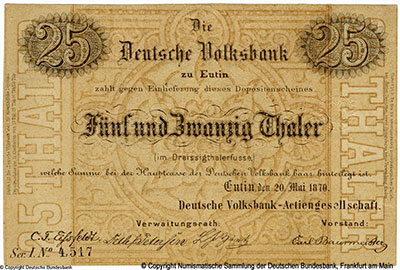 Die
25 Deutsche Volksbank 25
zu Eutin
zahlt gegen Einlieferung dieses Depositenscheines
Fünf und Zwanzig Thaler
(im Dreissigthalerfusse)
welche Summe bei der Hauptcasse der Deutschen Volksbank baar hinterlegt ist.
Eutin, den 20. Mai 1870.
Deutsche Volksbank-Actiengesellschaft.
Verwaltungsrath: Vorstand:
Ser. I. No 4,517
25 THALER
© Copyright Deutsche Bundesbank
© Copyright Numismatische Sammlung der Deutschen Bundesbank, Frankfurt am Main